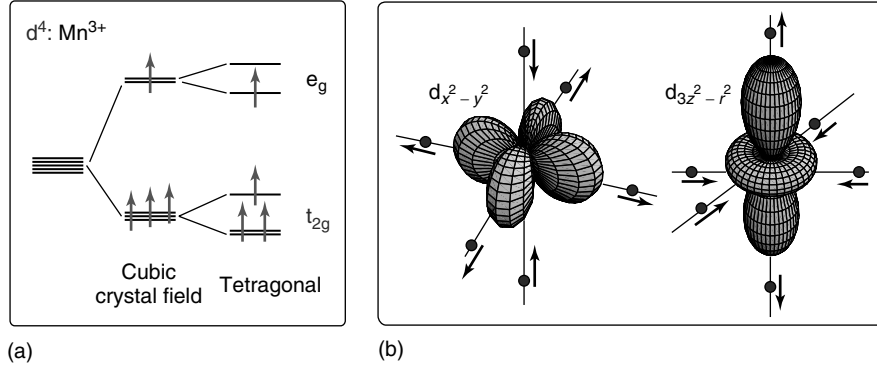 d⁴: Mn³⁺
e_g
t_2g
Cubic
crystal field
Tetragonal
(a)
d_x² – y²
d_3z² – r²
(b)